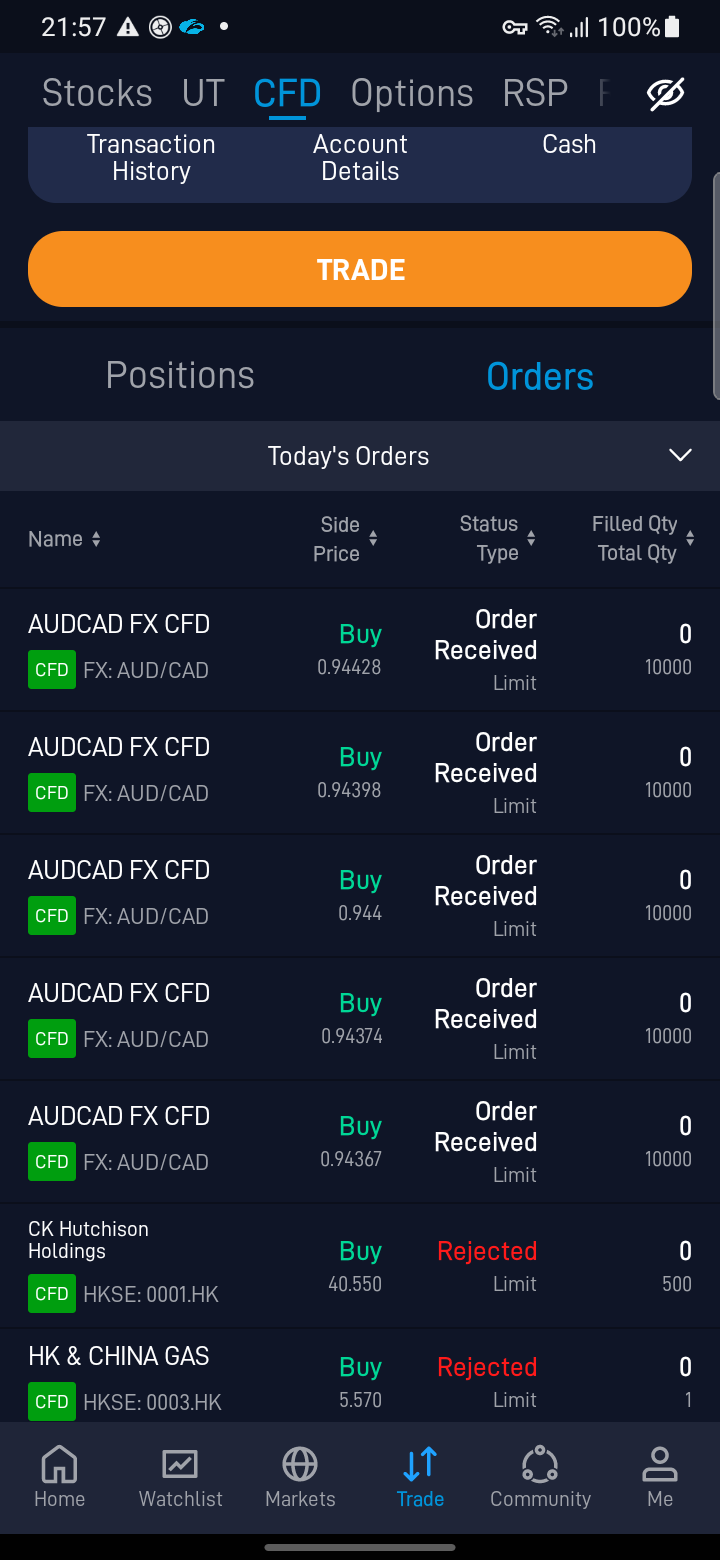 21:57 100%
Stocks UT CFD Options RSP
Transaction History Account Details Cash
TRADE
Positions Orders
Today's Orders
Name Side Price Status Type Filled Qty Total Qty
AUDCAD FX CFD
Buy
Order Received
0
CFD FX: AUD/CAD
0.94428
Limit
10000
AUDCAD FX CFD
Buy
Order Received
0
CFD FX: AUD/CAD
0.94398
Limit
10000
AUDCAD FX CFD
Buy
Order Received
0
CFD FX: AUD/CAD
0.944
Limit
10000
AUDCAD FX CFD
Buy
Order Received
0
CFD FX: AUD/CAD
0.94374
Limit
10000
AUDCAD FX CFD
Buy
Order Received
0
CFD FX: AUD/CAD
0.94367
Limit
10000
CK Hutchison Holdings
Buy
Rejected
0
CFD HKSE: 0001.HK
40.550
Limit
500
HK & CHINA GAS
Buy
Rejected
0
CFD HKSE: 0003.HK
5.570
Limit
1
Home Watchlist Markets Trade Community Me